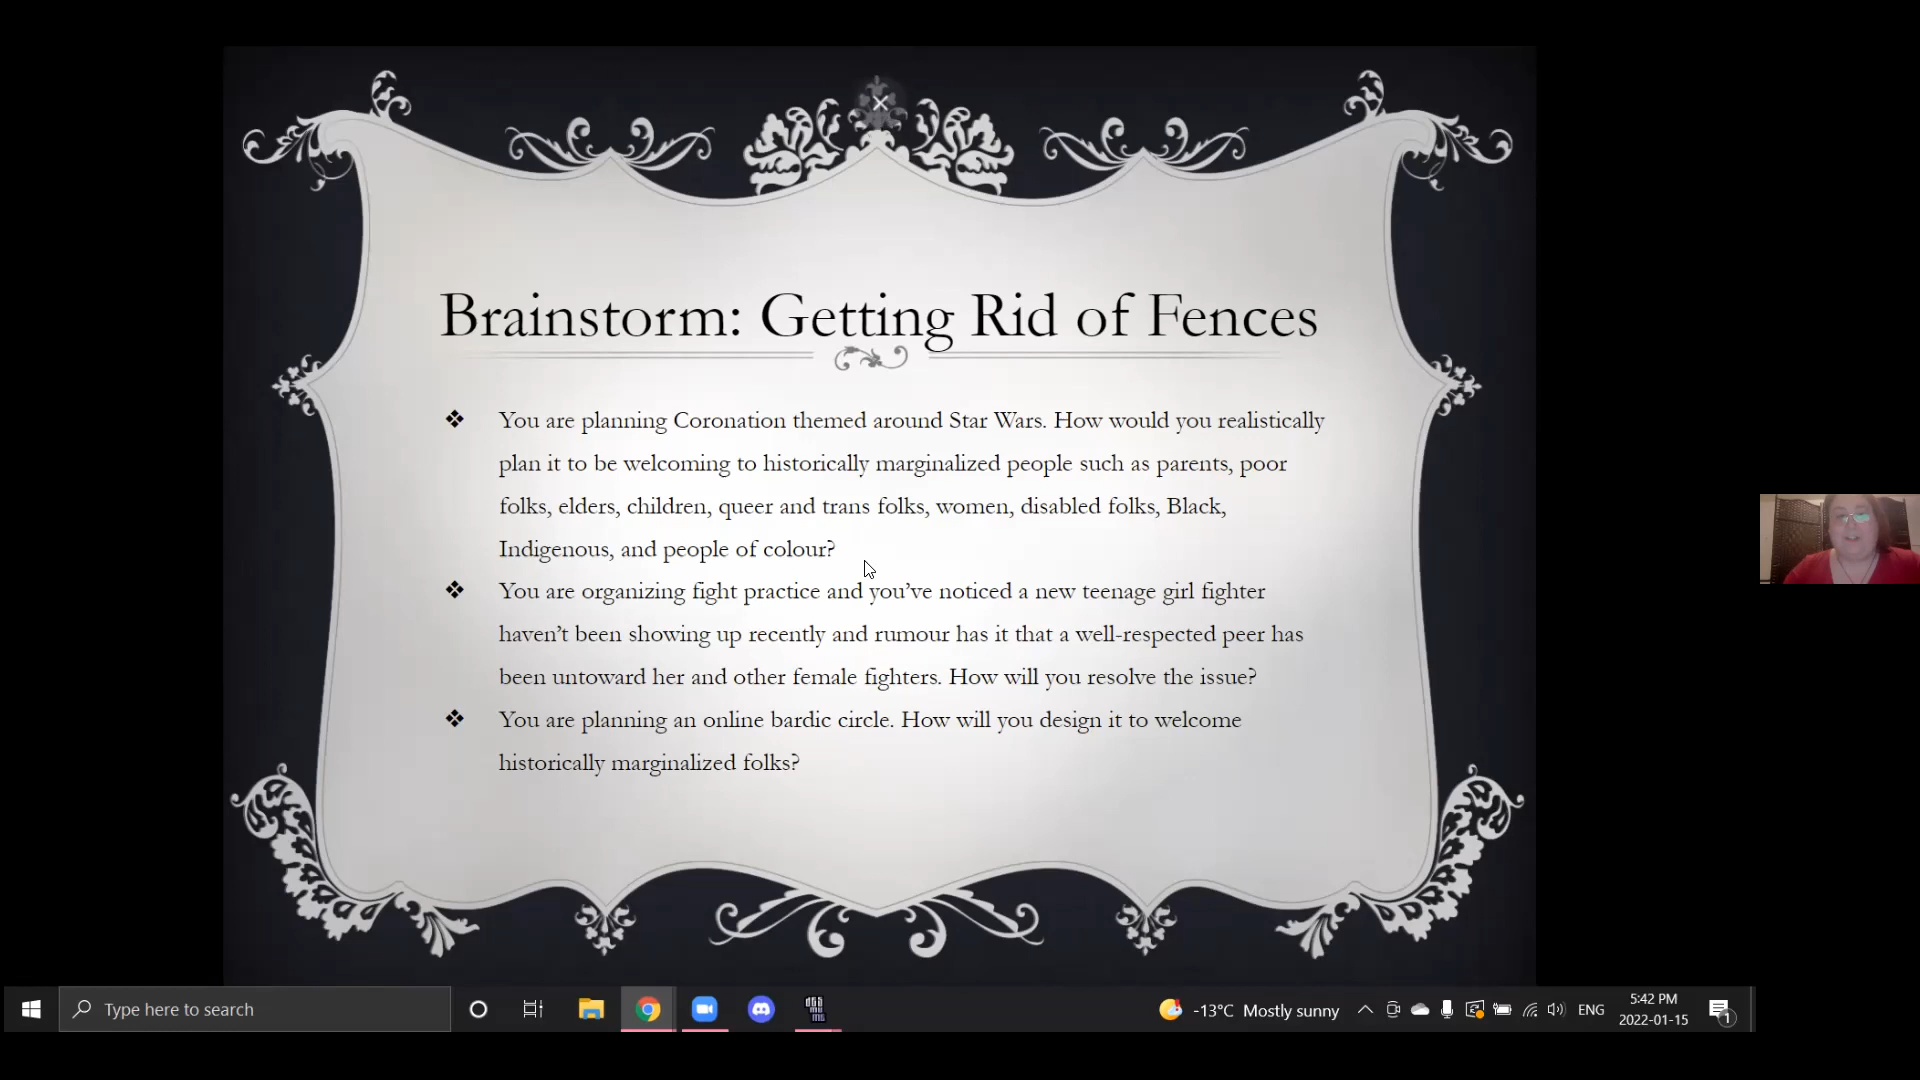 Brainstorm: Getting Rid of Fences
You are planning Coronation themed around Star Wars. How would you realistically
plan it to be welcoming to historically marginalized people such as parents, poor
folks, elders, children, queer and trans folks, women, disabled folks, Black,
Indigenous, and people of colour?
You are organizing fight practice and you’ve noticed a new teenage girl fighter
haven’t been showing up recently and rumour has it that a well-respected peer has
been untoward her and other female fighters. How will you resolve the issue?
You are planning an online bardic circle. How will you design it to welcome
historically marginalized folks?
Type here to search
-13°C Mostly sunny
ENG
5:42 PM
2022-01-15
1